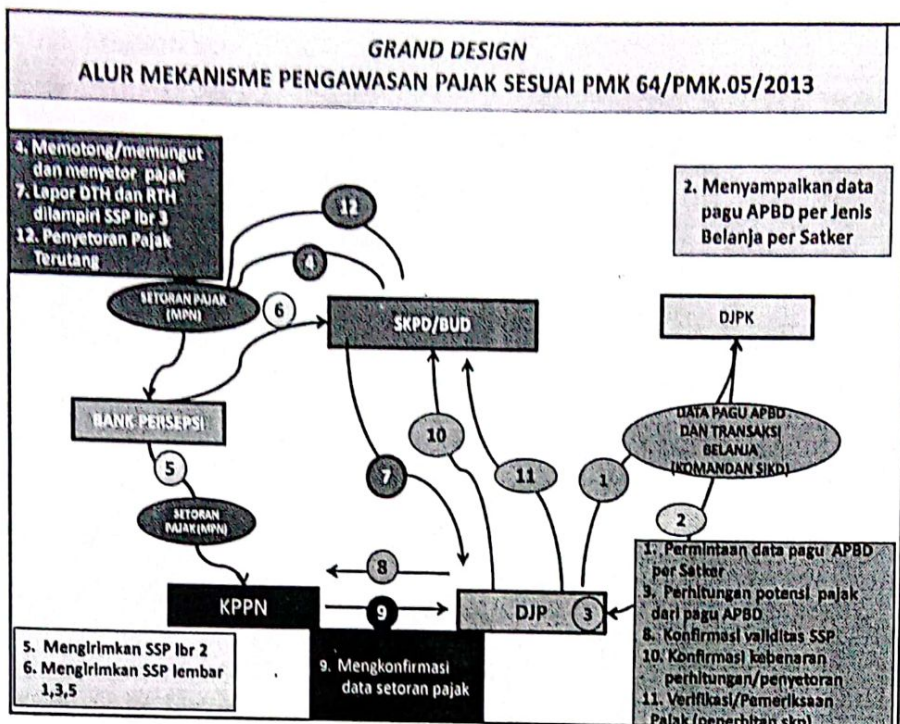 GRAND DESIGN
ALUR MEKANISME PENGAWASAN PAJAK SESUAI PMK 64/PMK.05/2013
4. Memotong/memungut
dan menyetor pajak
7. Lapor DTH dan RTH
dilampiri SSP lbr 3
12. Penyetoran Pajak
Terutang
2. Menyampaikan data
pagu APBD per Jenis
Belanja per Satker
12
4
SETORAN PAJAK
(MPN)
6
SKPD/BUD
DJPK
BANK PERSEPSI
DATA PAGU APBD
DAN TRANSAKSI
BELANJA
(KOMANDAN SIKD)
10
5
7
11
1
SETORAN
PAJAK(MPN)
2
8
KPPN
9
DJP
3
1. Permintaan data pagu APBD
per Satker
3. Perhitungan potensi pajak
dari pagu APBD
8. Konfirmasi validitas SSP
10. Konfirmasi kebenaran
perhitungan/penyetoran
11. Verifikasi/Pemeriksaan
Pajak (penerbitan skp)
5. Mengirimkan SSP lbr 2
6. Mengirimkan SSP lembar
1,3,5
9. Mengkonfirmasi
data setoran pajak